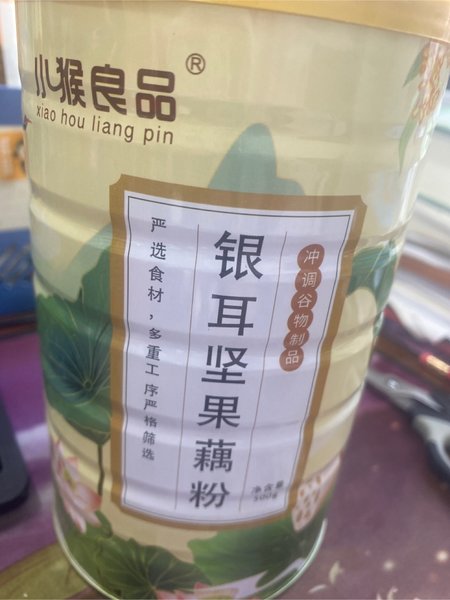 小猴良品®
xiao hou liang pin
冲调谷物制品
银耳坚果藕粉
严选食材，多重工序严格筛选
净含量
500g